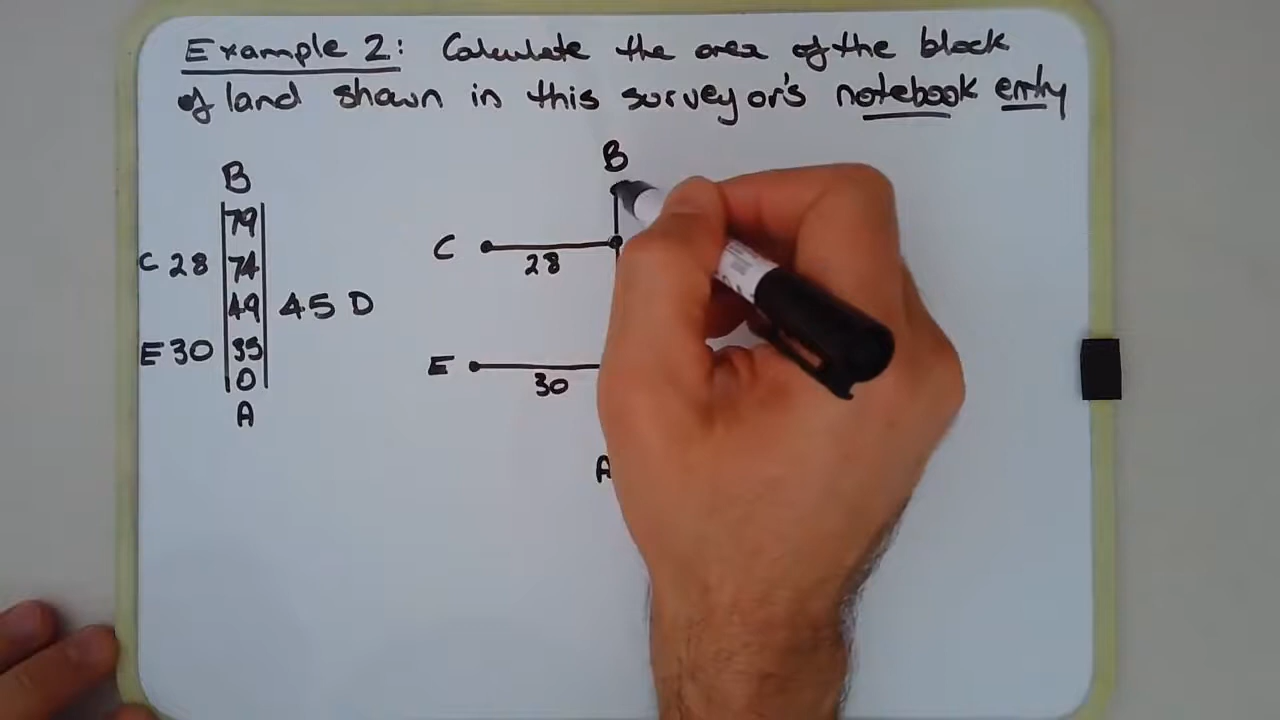 Example 2: Calculate the area of the block
of land shown in this surveyor's notebook entry
B
79
C 28 74
49 45 D
E 30 35
0
A
B
C
28
E
30
A